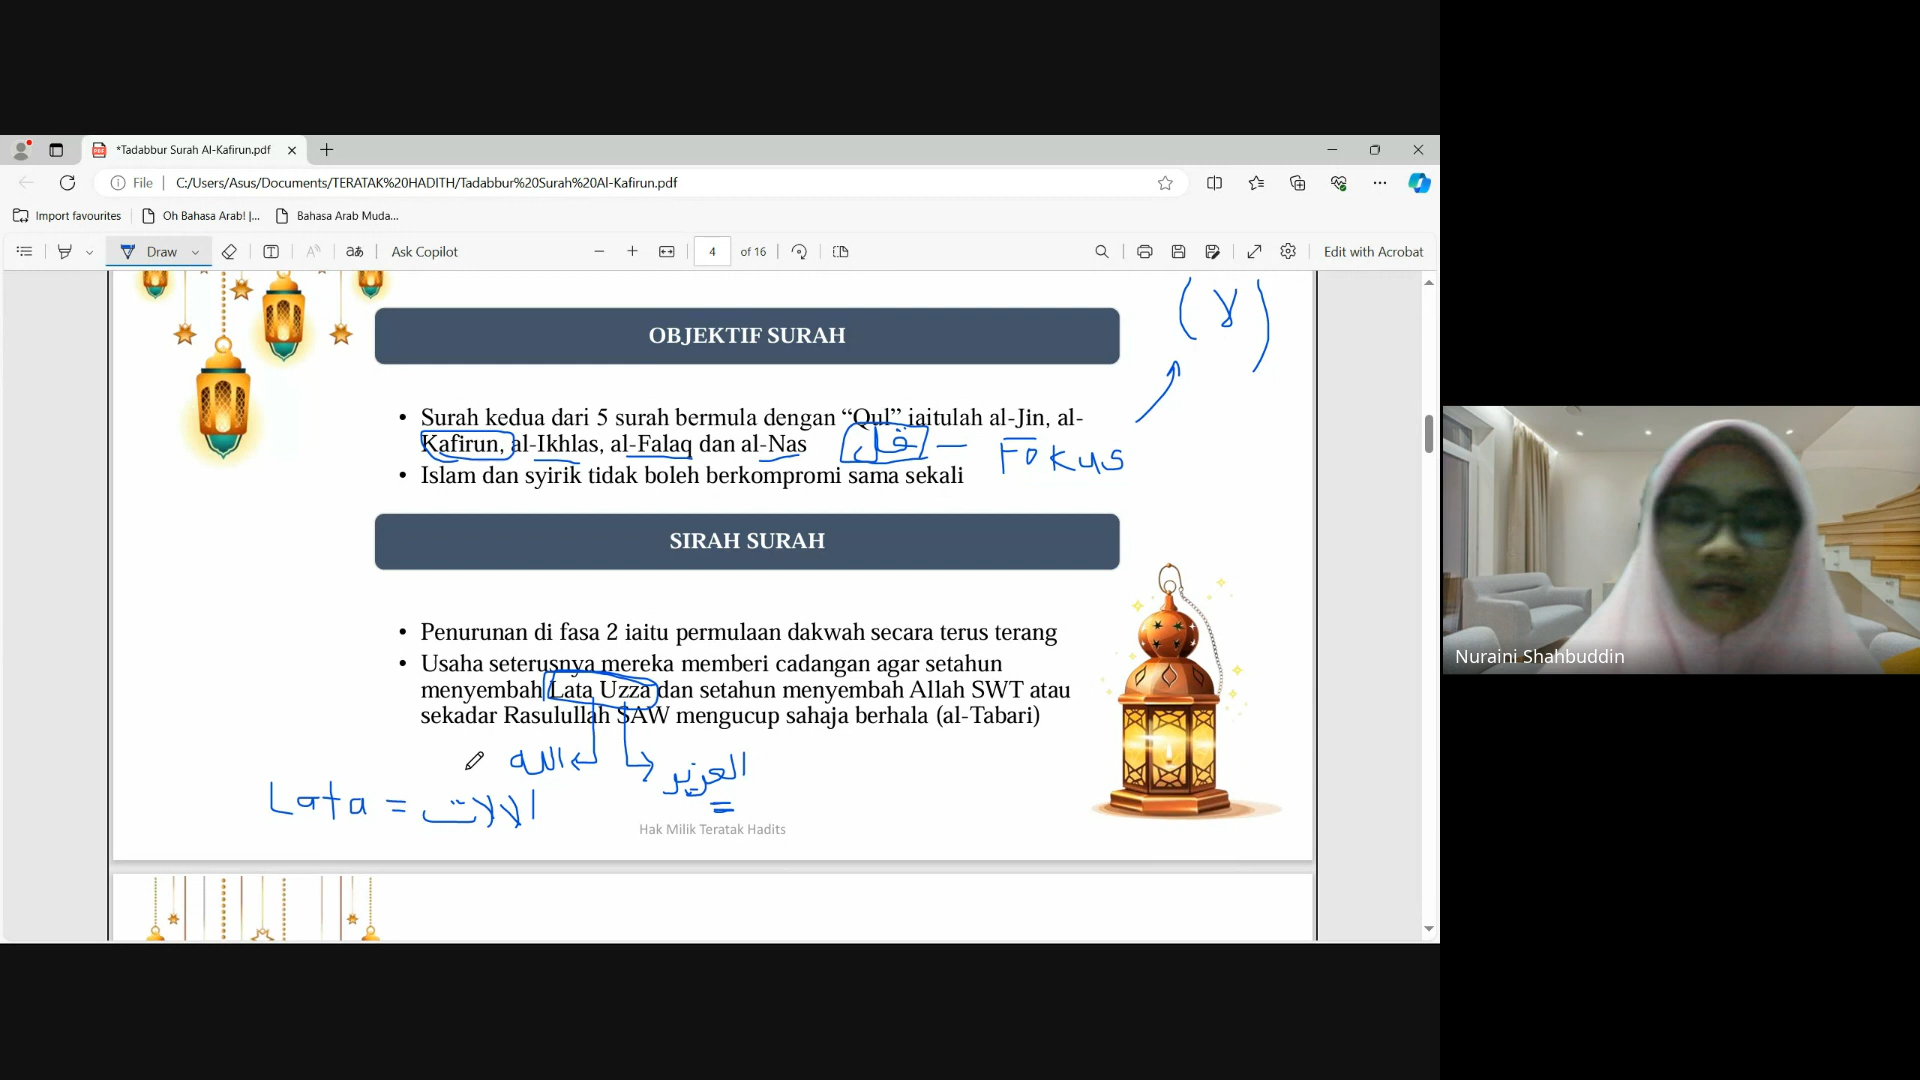 *Tadabbur Surah Al-Kafirun.pdf
File
C:/Users/Asus/Documents/TERATAK%20HADITH/Tadabbur%20Surah%20Al-Kafirun.pdf
Import favourites
Oh Bahasa Arab! |...
Bahasa Arab Muda...
Draw
Ask Copilot
4 of 16
Edit with Acrobat
(لا)
OBJEKTIF SURAH
• Surah kedua dari 5 surah bermula dengan “Qul” iaitulah al-Jin, al-
Kafirun, al-Ikhlas, al-Falaq dan al-Nas
قل — Fokus
• Islam dan syirik tidak boleh berkompromi sama sekali
SIRAH SURAH
• Penurunan di fasa 2 iaitu permulaan dakwah secara terus terang
• Usaha seterusnya mereka memberi cadangan agar setahun
menyembah Lata Uzza dan setahun menyembah Allah SWT atau
sekadar Rasulullah SAW mengucup sahaja berhala (al-Tabari)
الله
العزيز
Lata = اللات
Hak Milik Teratak Hadits
Nuraini Shahbuddin